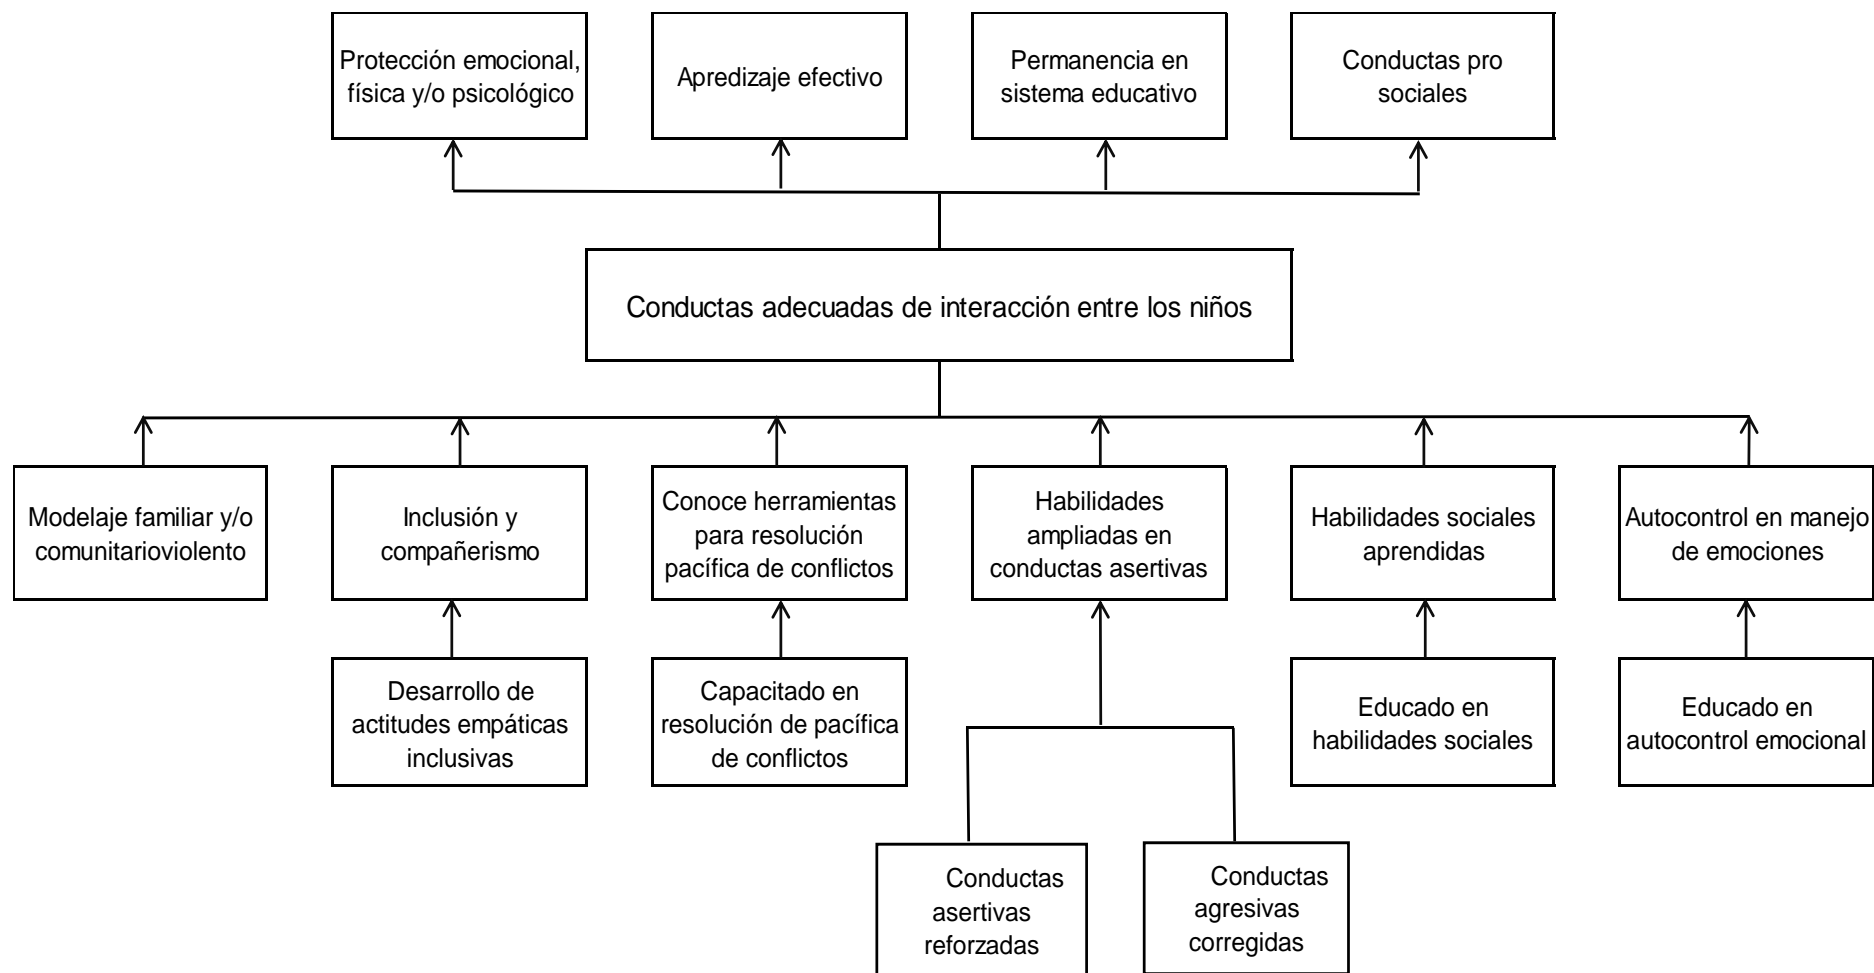 Protección emocional,
física y/o psicológico
Apredizaje efectivo
Permanencia en
sistema educativo
Conductas pro
sociales
Conductas adecuadas de interacción entre los niños
Modelaje familiar y/o
comunitarioviolento
Inclusión y
compañerismo
Conoce herramientas
para resolución
pacífica de conflictos
Habilidades
ampliadas en
conductas asertivas
Habilidades sociales
aprendidas
Autocontrol en manejo
de emociones
Desarrollo de
actitudes empáticas
inclusivas
Capacitado en
resolución de pacífica
de conflictos
Educado en
habilidades sociales
Educado en
autocontrol emocional
Conductas
asertivas
reforzadas
Conductas
agresivas
corregidas